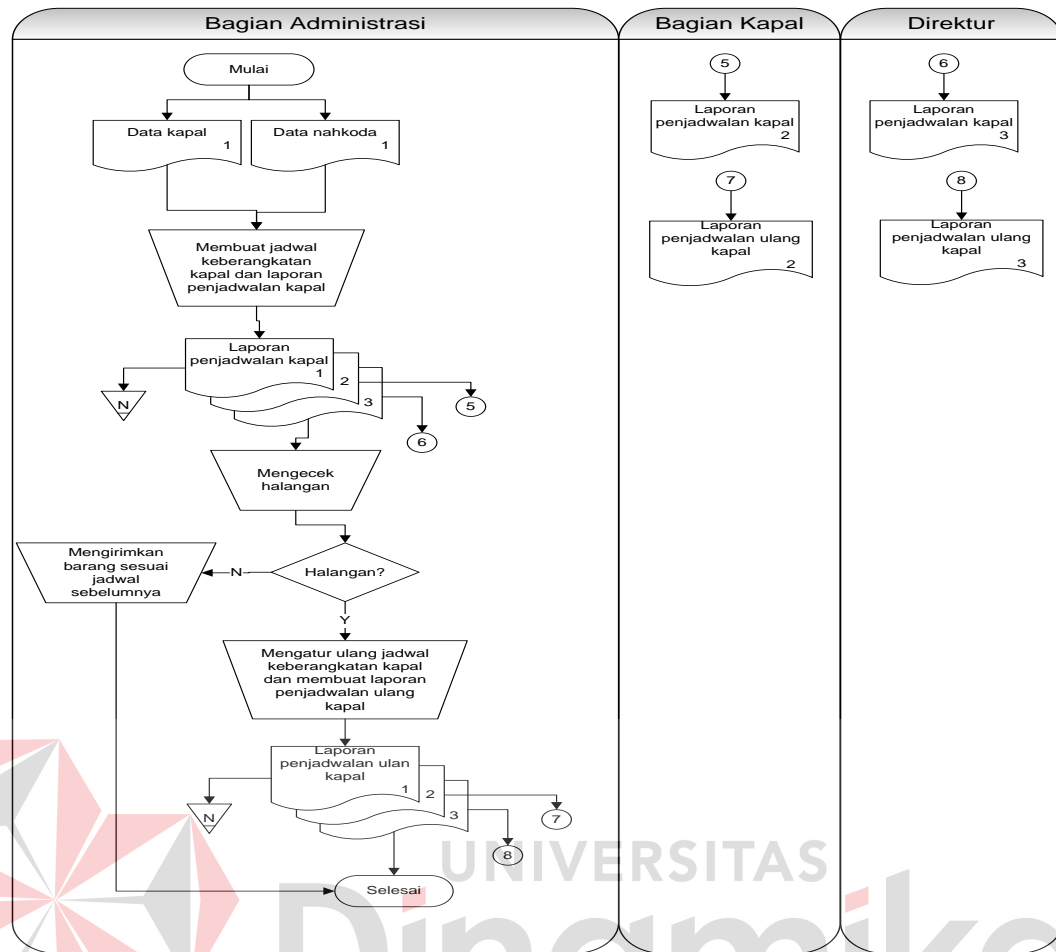 Bagian Administrasi
Bagian Kapal
Direktur
Mulai
Data kapal
1
Data nahkoda
1
Membuat jadwal
keberangkatan
kapal dan laporan
penjadwalan kapal
Laporan
penjadwalan kapal
1
2
3
N
5
6
Mengecek
halangan
Halangan?
N
Y
Mengirimkan
barang sesuai
jadwal
sebelumnya
Mengatur ulang jadwal
keberangkatan kapal
dan membuat laporan
penjadwalan ulang
kapal
Laporan
penjadwalan ulan
kapal
1
2
3
N
7
8
Selesai
5
Laporan
penjadwalan kapal
2
7
Laporan
penjadwalan ulang
kapal
2
6
Laporan
penjadwalan kapal
3
8
Laporan
penjadwalan ulang
kapal
3
UNIVERSITAS
Dinamika